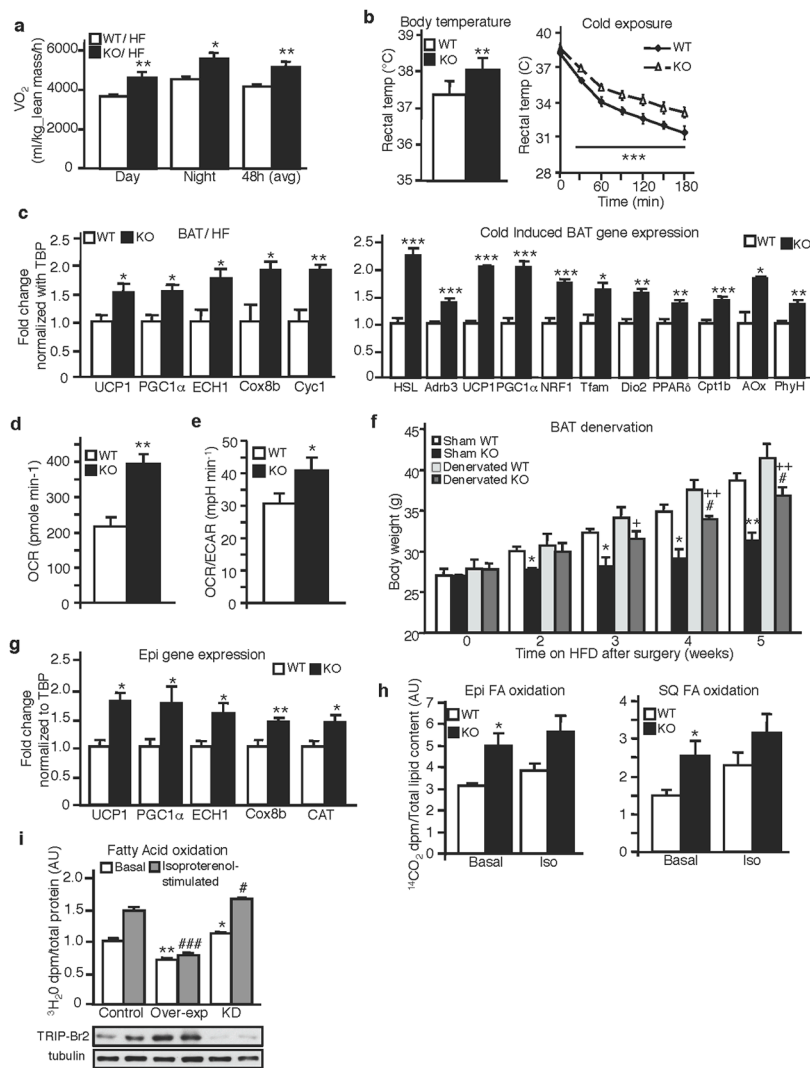 a
WT/ HF
KO/ HF
VO2
(ml/kg_lean mass/h)
6000
4000
2000
0
**
*
**
Day
Night
48h (avg)
b
Body temperature
WT
KO
**
Rectal temp (°C)
39
38
37
36
35
Cold exposure
WT
KO
Rectal temp (C)
40
37
34
31
28
***
0
60
120
180
Time (min)
c
BAT/ HF
WT
KO
Fold change
normalized with TBP
2.5
2.0
1.5
1.0
0.5
*
*
*
**
**
UCP1
PGC1α
ECH1
Cox8b
Cyc1
Cold Induced BAT gene expression
WT
KO
2.5
2.0
1.5
1.0
0.5
***
***
***
***
***
*
**
**
***
*
**
HSL
Adrb3
UCP1
PGC1α
NRF1
Tfam
Dio2
PPARδ
Cpt1b
AOx
PhyH
d
WT
KO
**
OCR (pmole min-1)
400
300
200
100
0
e
WT
KO
*
OCR/ECAR (mpH min-1)
50
40
30
20
10
0
f
BAT denervation
Sham WT
Sham KO
Denervated WT
Denervated KO
Body weight (g)
45
40
35
30
25
20
*
*
+
*
++
#
**
++
#
0
2
3
4
5
Time on HFD after surgery (weeks)
g
Epi gene expression
WT
KO
Fold change
normalized to TBP
2.0
1.5
1.0
0.5
0
*
*
*
**
*
UCP1
PGC1α
ECH1
Cox8b
CAT
h
Epi FA oxidation
WT
KO
14CO2 dpm/Total lipid content (AU)
7
6
5
4
3
2
1
0
*
Basal
Iso
SQ FA oxidation
WT
KO
4
3
2
1
0
*
Basal
Iso
i
Fatty Acid oxidation
Basal
Isoproterenol-
stimulated
3H20 dpm/total protein (AU)
2.0
1.5
1.0
0.5
0
**
###
*
#
Control
Over-exp
KD
TRIP-Br2
tubulin